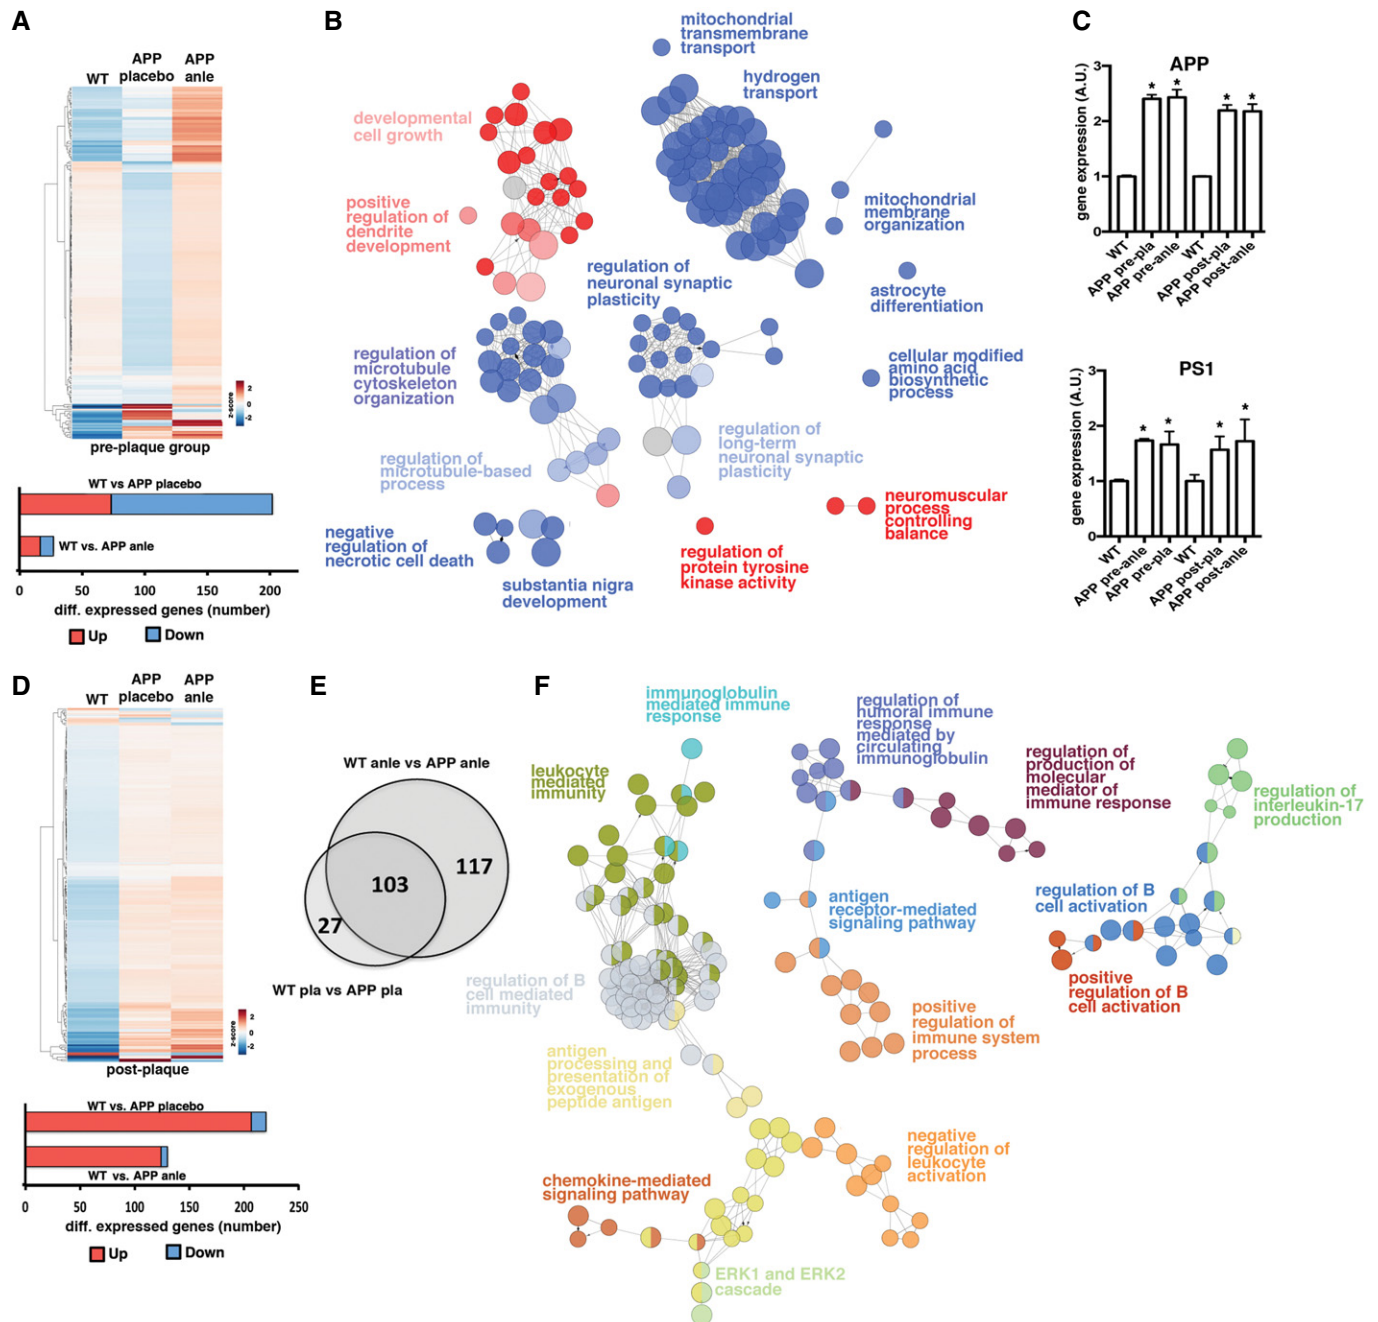 A
WT
APP
placebo
APP
anle
z-score
2
0
-2
pre-plaque group
WT vs APP placebo
WT vs. APP anle
0
50
100
150
200
diff. expressed genes (number)
Up
Down
B
mitochondrial
transmembrane
transport
hydrogen
transport
developmental
cell growth
positive
regulation of
dendrite
development
mitochondrial
membrane
organization
regulation of
neuronal synaptic
plasticity
astrocyte
differentiation
regulation of
microtubule
cytoskeleton
organization
cellular modified
amino acid
biosynthetic
process
regulation of
microtubule-based
process
regulation of
long-term
neuronal synaptic
plasticity
negative
regulation of
necrotic cell death
substantia nigra
development
regulation of
protein tyrosine
kinase activity
neuromuscular
process
controlling
balance
C
APP
gene expression (A.U.)
3
2
1
0
* * * *
WT
APP pre-pla
APP pre-anle
WT
APP post-pla
APP post-anle
PS1
gene expression (A.U.)
3
2
1
0
* * * *
WT
APP pre-anle
APP pre-pla
WT
APP post-pla
APP post-anle
D
WT
APP
placebo
APP
anle
z-score
2
0
-2
post-plaque
WT vs. APP placebo
WT vs. APP anle
0
50
100
150
200
250
diff. expressed genes (number)
Up
Down
E
WT anle vs APP anle
103
117
27
WT pla vs APP pla
F
immunoglobulin
mediated immune
response
leukocyte
mediated
immunity
regulation of
humoral immune
response
mediated by
circulating
immunoglobulin
regulation of
production of
molecular
mediator of
immune response
regulation of
interleukin-17
production
antigen
receptor-mediated
signaling pathway
regulation of B
cell activation
positive
regulation of B
cell activation
regulation of B
cell mediated
immunity
positive
regulation of
immune system
process
antigen
processing and
presentation of
exogenous
peptide antigen
negative
regulation of
leukocyte
activation
chemokine-mediated
signaling pathway
ERK1 and ERK2
cascade